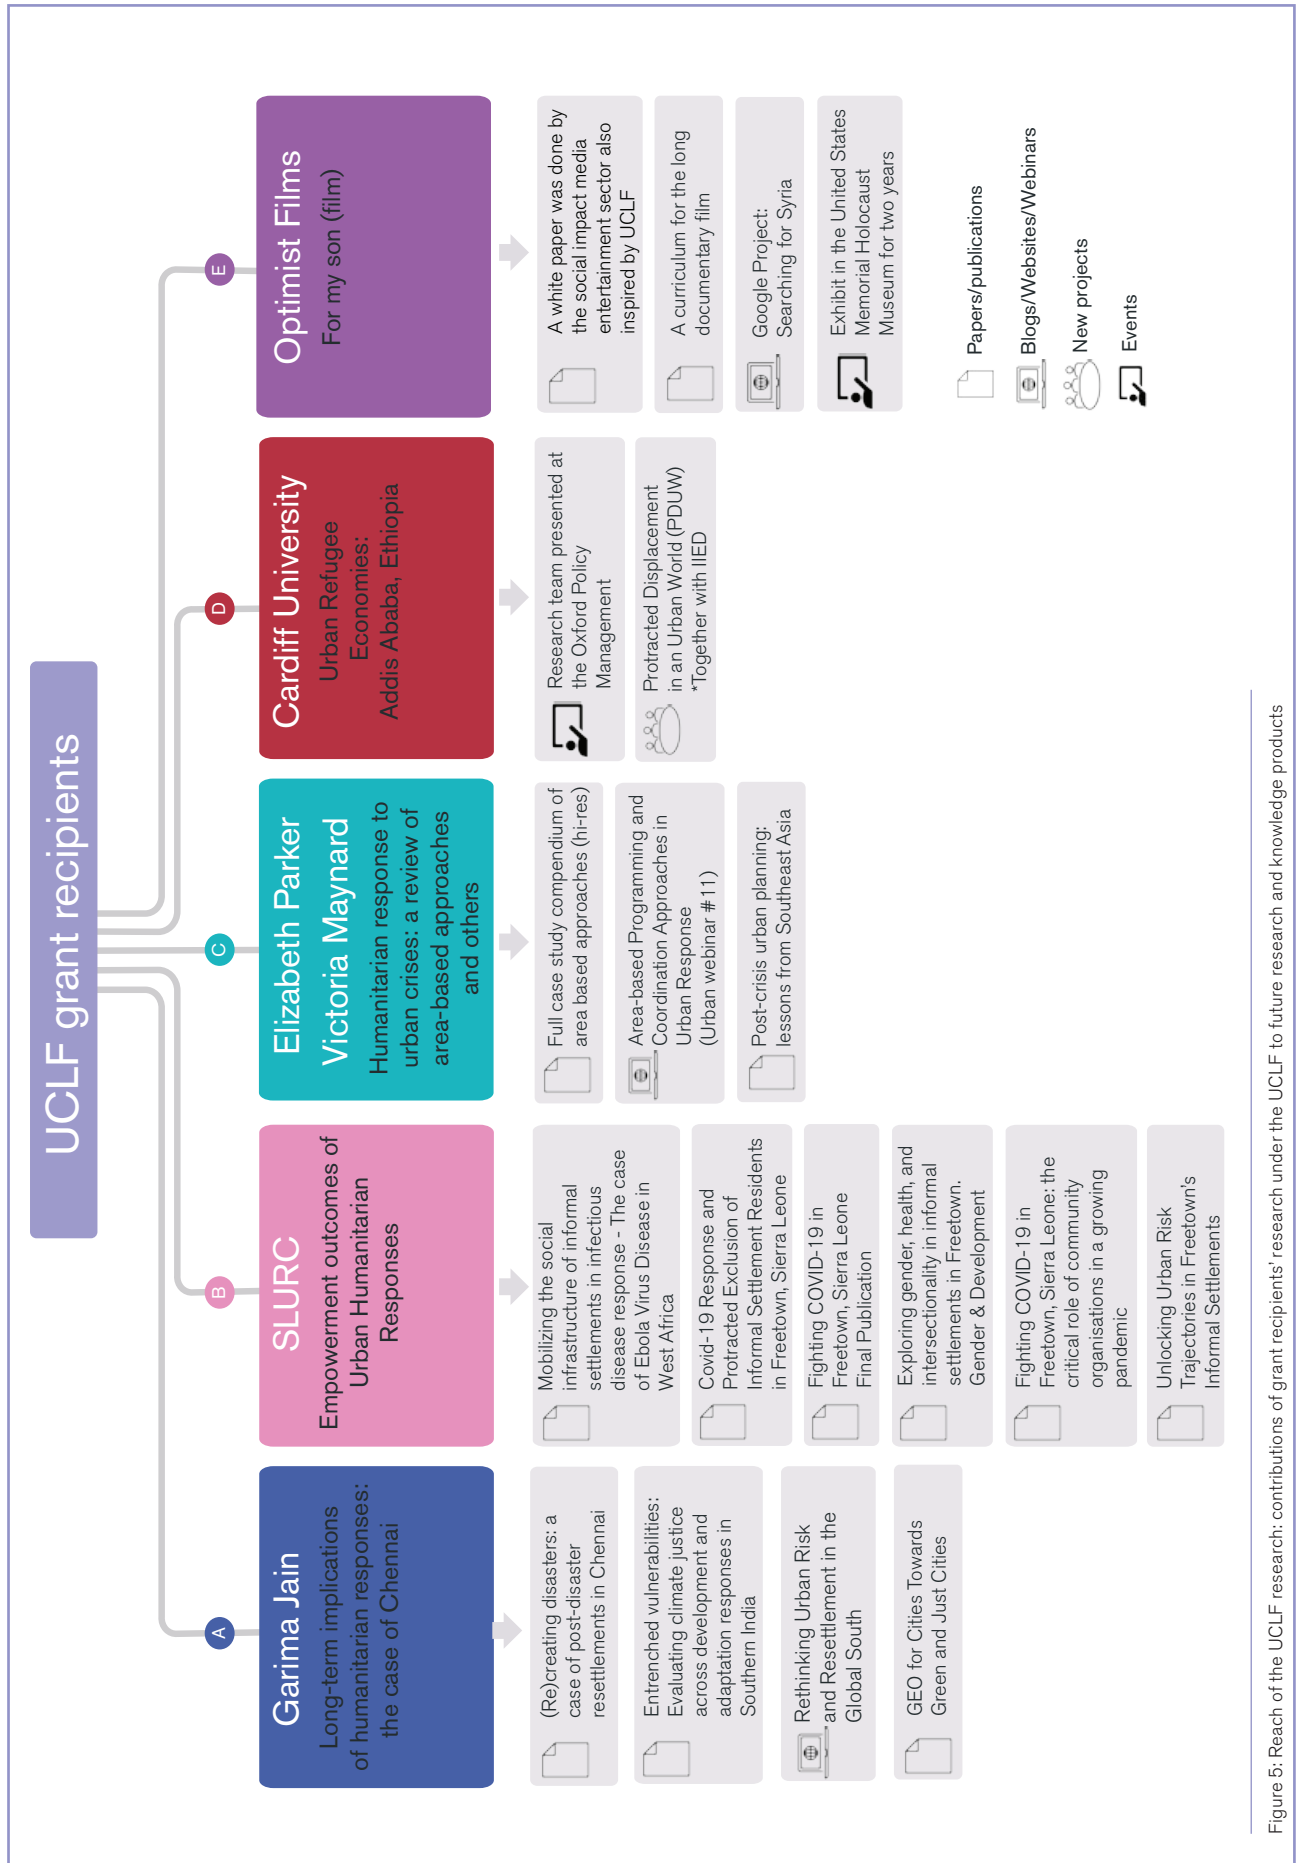 UCLF grant recipients
A
Garima Jain
Long-term implications
of humanitarian responses:
the case of Chennai
(Re)creating disasters: a
case of post-disaster
resettlements in Chennai
Entrenched vulnerabilities:
Evaluating climate justice
across development and
adaptation responses in
Southern India
Rethinking Urban Risk
and Resettlement in the
Global South
GEO for Cities Towards
Green and Just Cities
B
SLURC
Empowerment outcomes of
Urban Humanitarian
Responses
Mobilizing the social
infrastructure of informal
settlements in infectious
disease response - The case
of Ebola Virus Disease in
West Africa
Covid-19 Response and
Protracted Exclusion of
Informal Settlement Residents
in Freetown, Sierra Leone
Fighting COVID-19 in
Freetown, Sierra Leone
Final Publication
Exploring gender, health, and
intersectionality in informal
settlements in Freetown.
Gender & Development
Fighting COVID-19 in
Freetown, Sierra Leone: the
critical role of community
organisations in a growing
pandemic
Unlocking Urban Risk
Trajectories in Freetown's
Informal Settlements
C
Elizabeth Parker
Victoria Maynard
Humanitarian response to
urban crises: a review of
area-based approaches
and others
Full case study compendium of
area based approaches (hi-res)
Area-based Programming and
Coordination Approaches in
Urban Response
(Urban webinar #11)
Post-crisis urban planning:
lessons from Southeast Asia
D
Cardiff University
Urban Refugee
Economies:
Addis Ababa, Ethiopia
Research team presented at
the Oxford Policy
Management
Protracted Displacement
in an Urban World (PDUW)
*Together with IIED
E
Optimist Films
For my son (film)
A white paper was done by
the social impact media
entertainment sector also
inspired by UCLF
A curriculum for the long
documentary film
Google Project:
Searching for Syria
Exhibit in the United States
Memorial Holocaust
Museum for two years
Papers/publications
Blogs/Websites/Webinars
New projects
Events
Figure 5: Reach of the UCLF research: contributions of grant recipients' research under the UCLF to future research and knowledge products